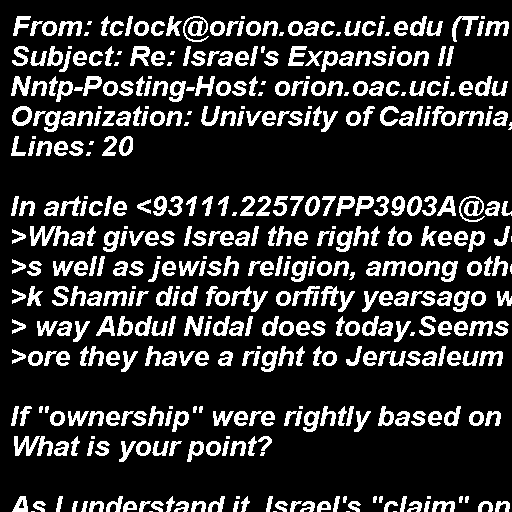 From: tclock@orion.oac.uci.edu (Tim
Subject: Re: Israel's Expansion II
Nntp-Posting-Host: orion.oac.uci.edu
Organization: University of California,
Lines: 20

In article <93111.225707PP3903A@au
>What gives Isreal the right to keep
>s well as jewish religion, among
>k Shamir did forty orfifty yearsago
> way Abdul Nidal does today.Seems
>ore they have a right to Jerusaleum

If "ownership" were rightly based on
What is your point?

As I understand it, Israel's "claim" on